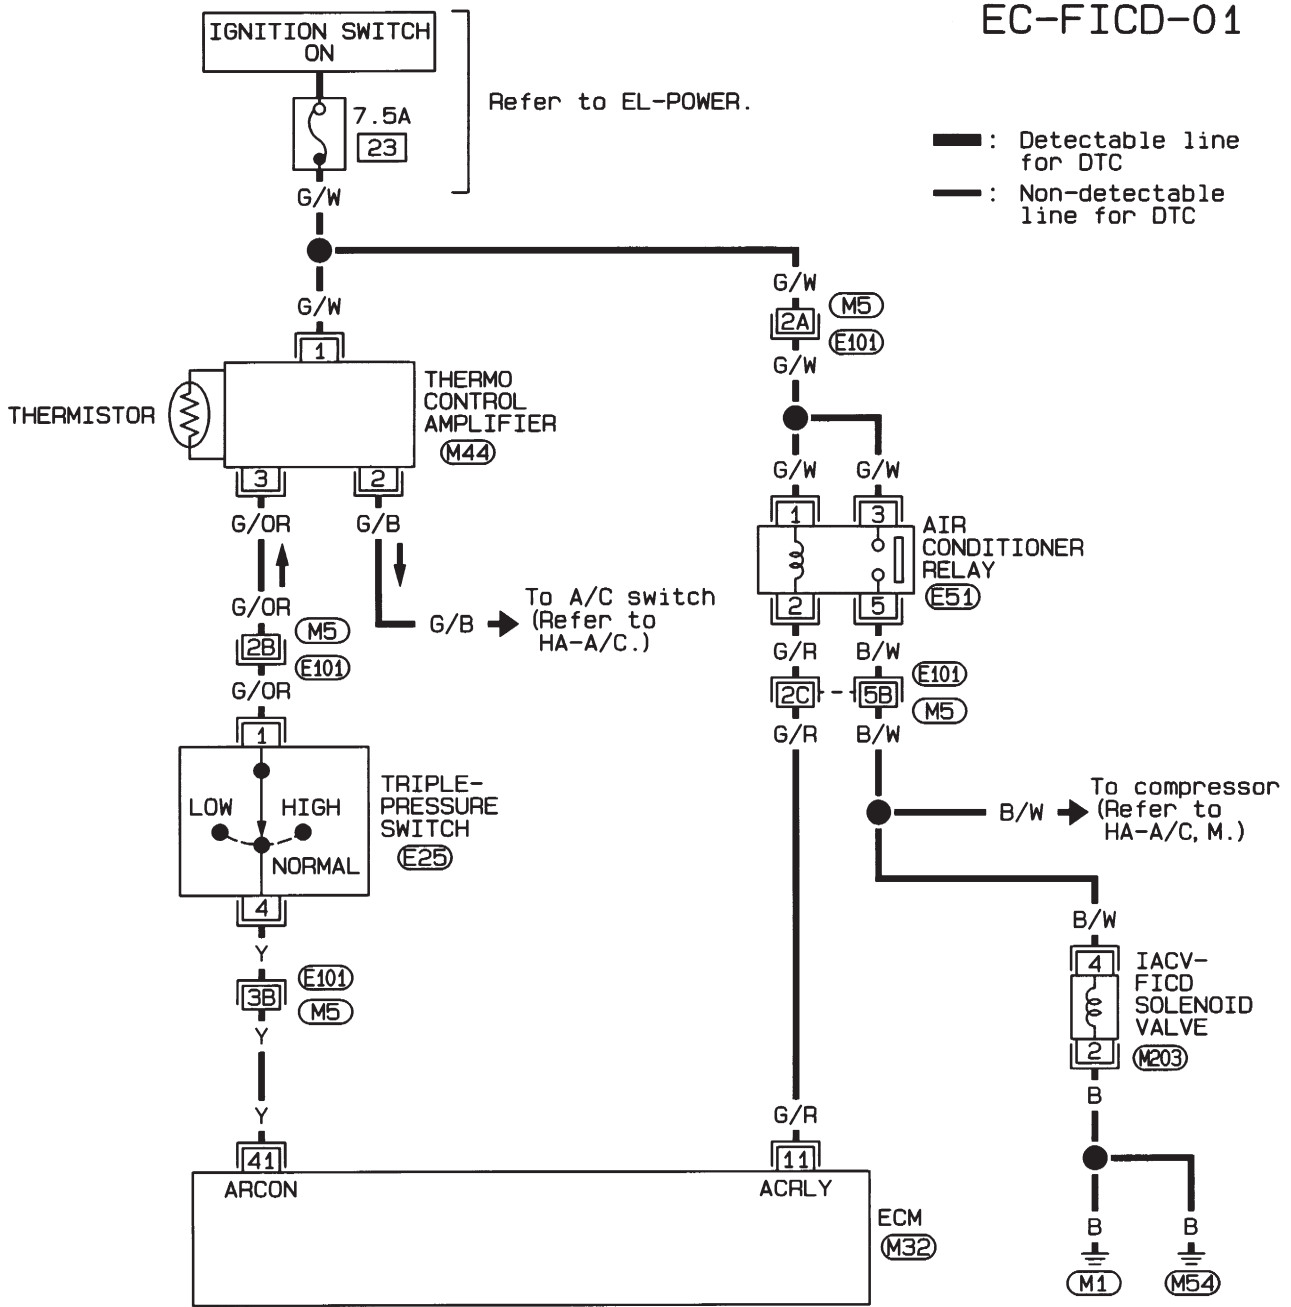 EC-FICD-01
IGNITION SWITCH
ON
7.5A
23
Refer to EL-POWER.
: Detectable line
for DTC
: Non-detectable
line for DTC
G/W
G/W
G/W
2A
M5
E101
G/W
1
THERMISTOR
THERMO
CONTROL
AMPLIFIER
M44
3
2
G/OR
G/B
G/W
G/W
1
3
AIR
CONDITIONER
RELAY
E51
2
5
G/OR
2B
M5
E101
G/OR
G/B
To A/C switch
(Refer to
HA-A/C.)
G/R
B/W
2C
5B
E101
M5
G/R
B/W
1
LOW
HIGH
NORMAL
TRIPLE-
PRESSURE
SWITCH
E25
4
B/W
To compressor
(Refer to
HA-A/C, M.)
Y
3B
E101
M5
Y
B/W
4
IACV-
FICD
SOLENOID
VALVE
M203
2
B
Y
G/R
41
11
ARCON
ACRLY
ECM
M32
B
B
M1
M54